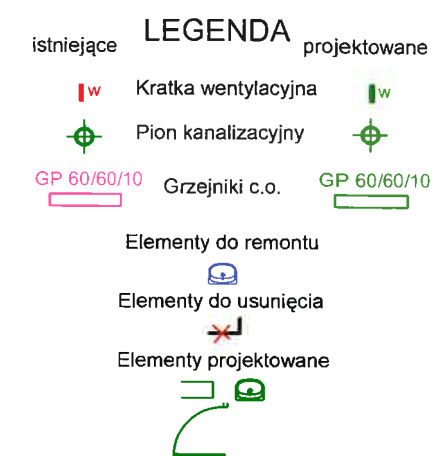 LEGENDA
istniejące projektowane
w Kratka wentylacyjna w
Pion kanalizacyjny
GP 60/60/10 Grzejniki c.o. GP 60/60/10
Elementy do remontu
Elementy do usunięcia
Elementy projektowane